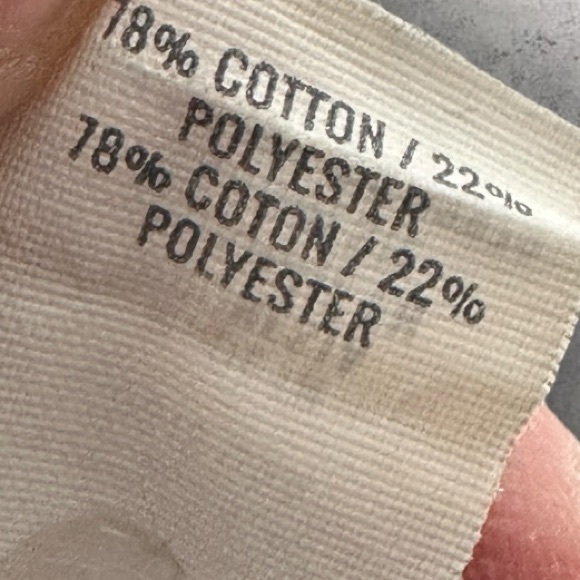 78% COTTON / 22%
POLYESTER
78% COTON / 22%
POLYESTER